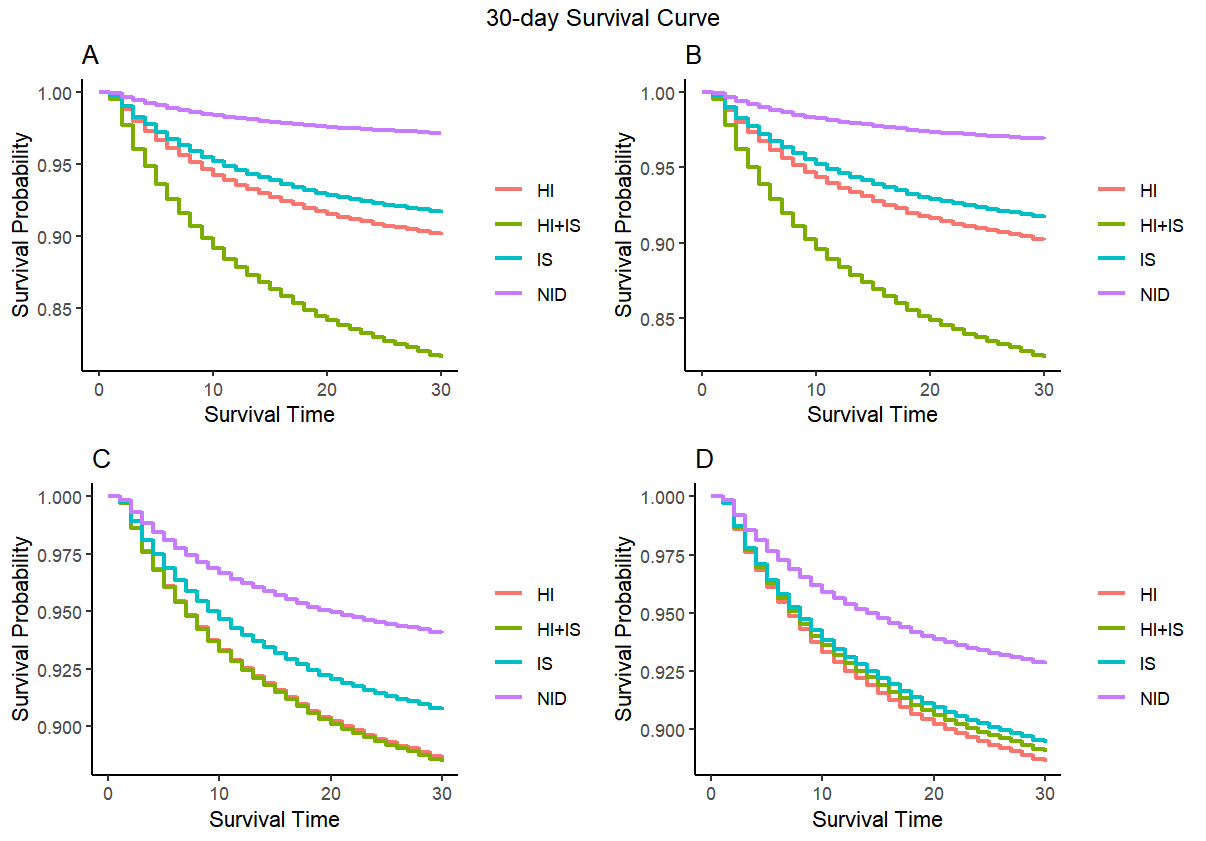 30-day Survival Curve
A
Survival Probability
1.00
0.95
0.90
0.85
0
10
20
30
Survival Time
HI
HI+IS
IS
NID
B
Survival Probability
1.00
0.95
0.90
0.85
0
10
20
30
Survival Time
HI
HI+IS
IS
NID
C
Survival Probability
1.000
0.975
0.950
0.925
0.900
0
10
20
30
Survival Time
HI
HI+IS
IS
NID
D
Survival Probability
1.000
0.975
0.950
0.925
0.900
0
10
20
30
Survival Time
HI
HI+IS
IS
NID